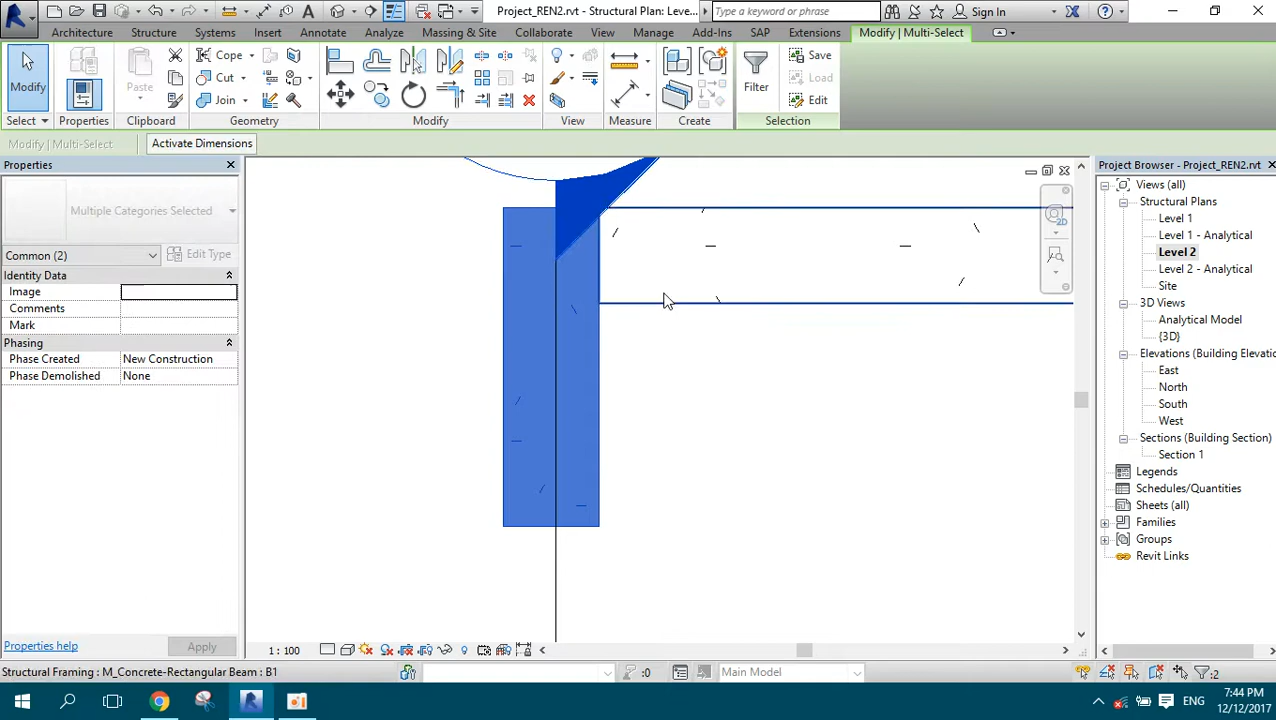 Project_REN2.rvt - Structural Plan: Leve...
Type a keyword or phrase
Sign In
Architecture Structure Systems Insert Annotate Analyze Massing & Site Collaborate View Manage Add-Ins SAP Extensions Modify | Multi-Select
Modify
Paste
Cope
Cut
Join
Filter
Save
Load
Edit
Select Properties Clipboard Geometry Modify View Measure Create Selection
Modify | Multi-Select Activate Dimensions
Properties
Multiple Categories Selected
Common (2) Edit Type
Identity Data
Image
Comments
Mark
Phasing
Phase Created New Construction
Phase Demolished None
Properties help Apply
2D
Project Browser - Project_REN2.rvt
Views (all)
Structural Plans
Level 1
Level 1 - Analytical
Level 2
Level 2 - Analytical
Site
3D Views
Analytical Model
{3D}
Elevations (Building Elevatio
East
North
South
West
Sections (Building Section)
Section 1
Legends
Schedules/Quantities
Sheets (all)
Families
Groups
Revit Links
1 : 100
Structural Framing : M_Concrete-Rectangular Beam : B1
:0
Main Model
:2
ENG
7:44 PM
12/12/2017